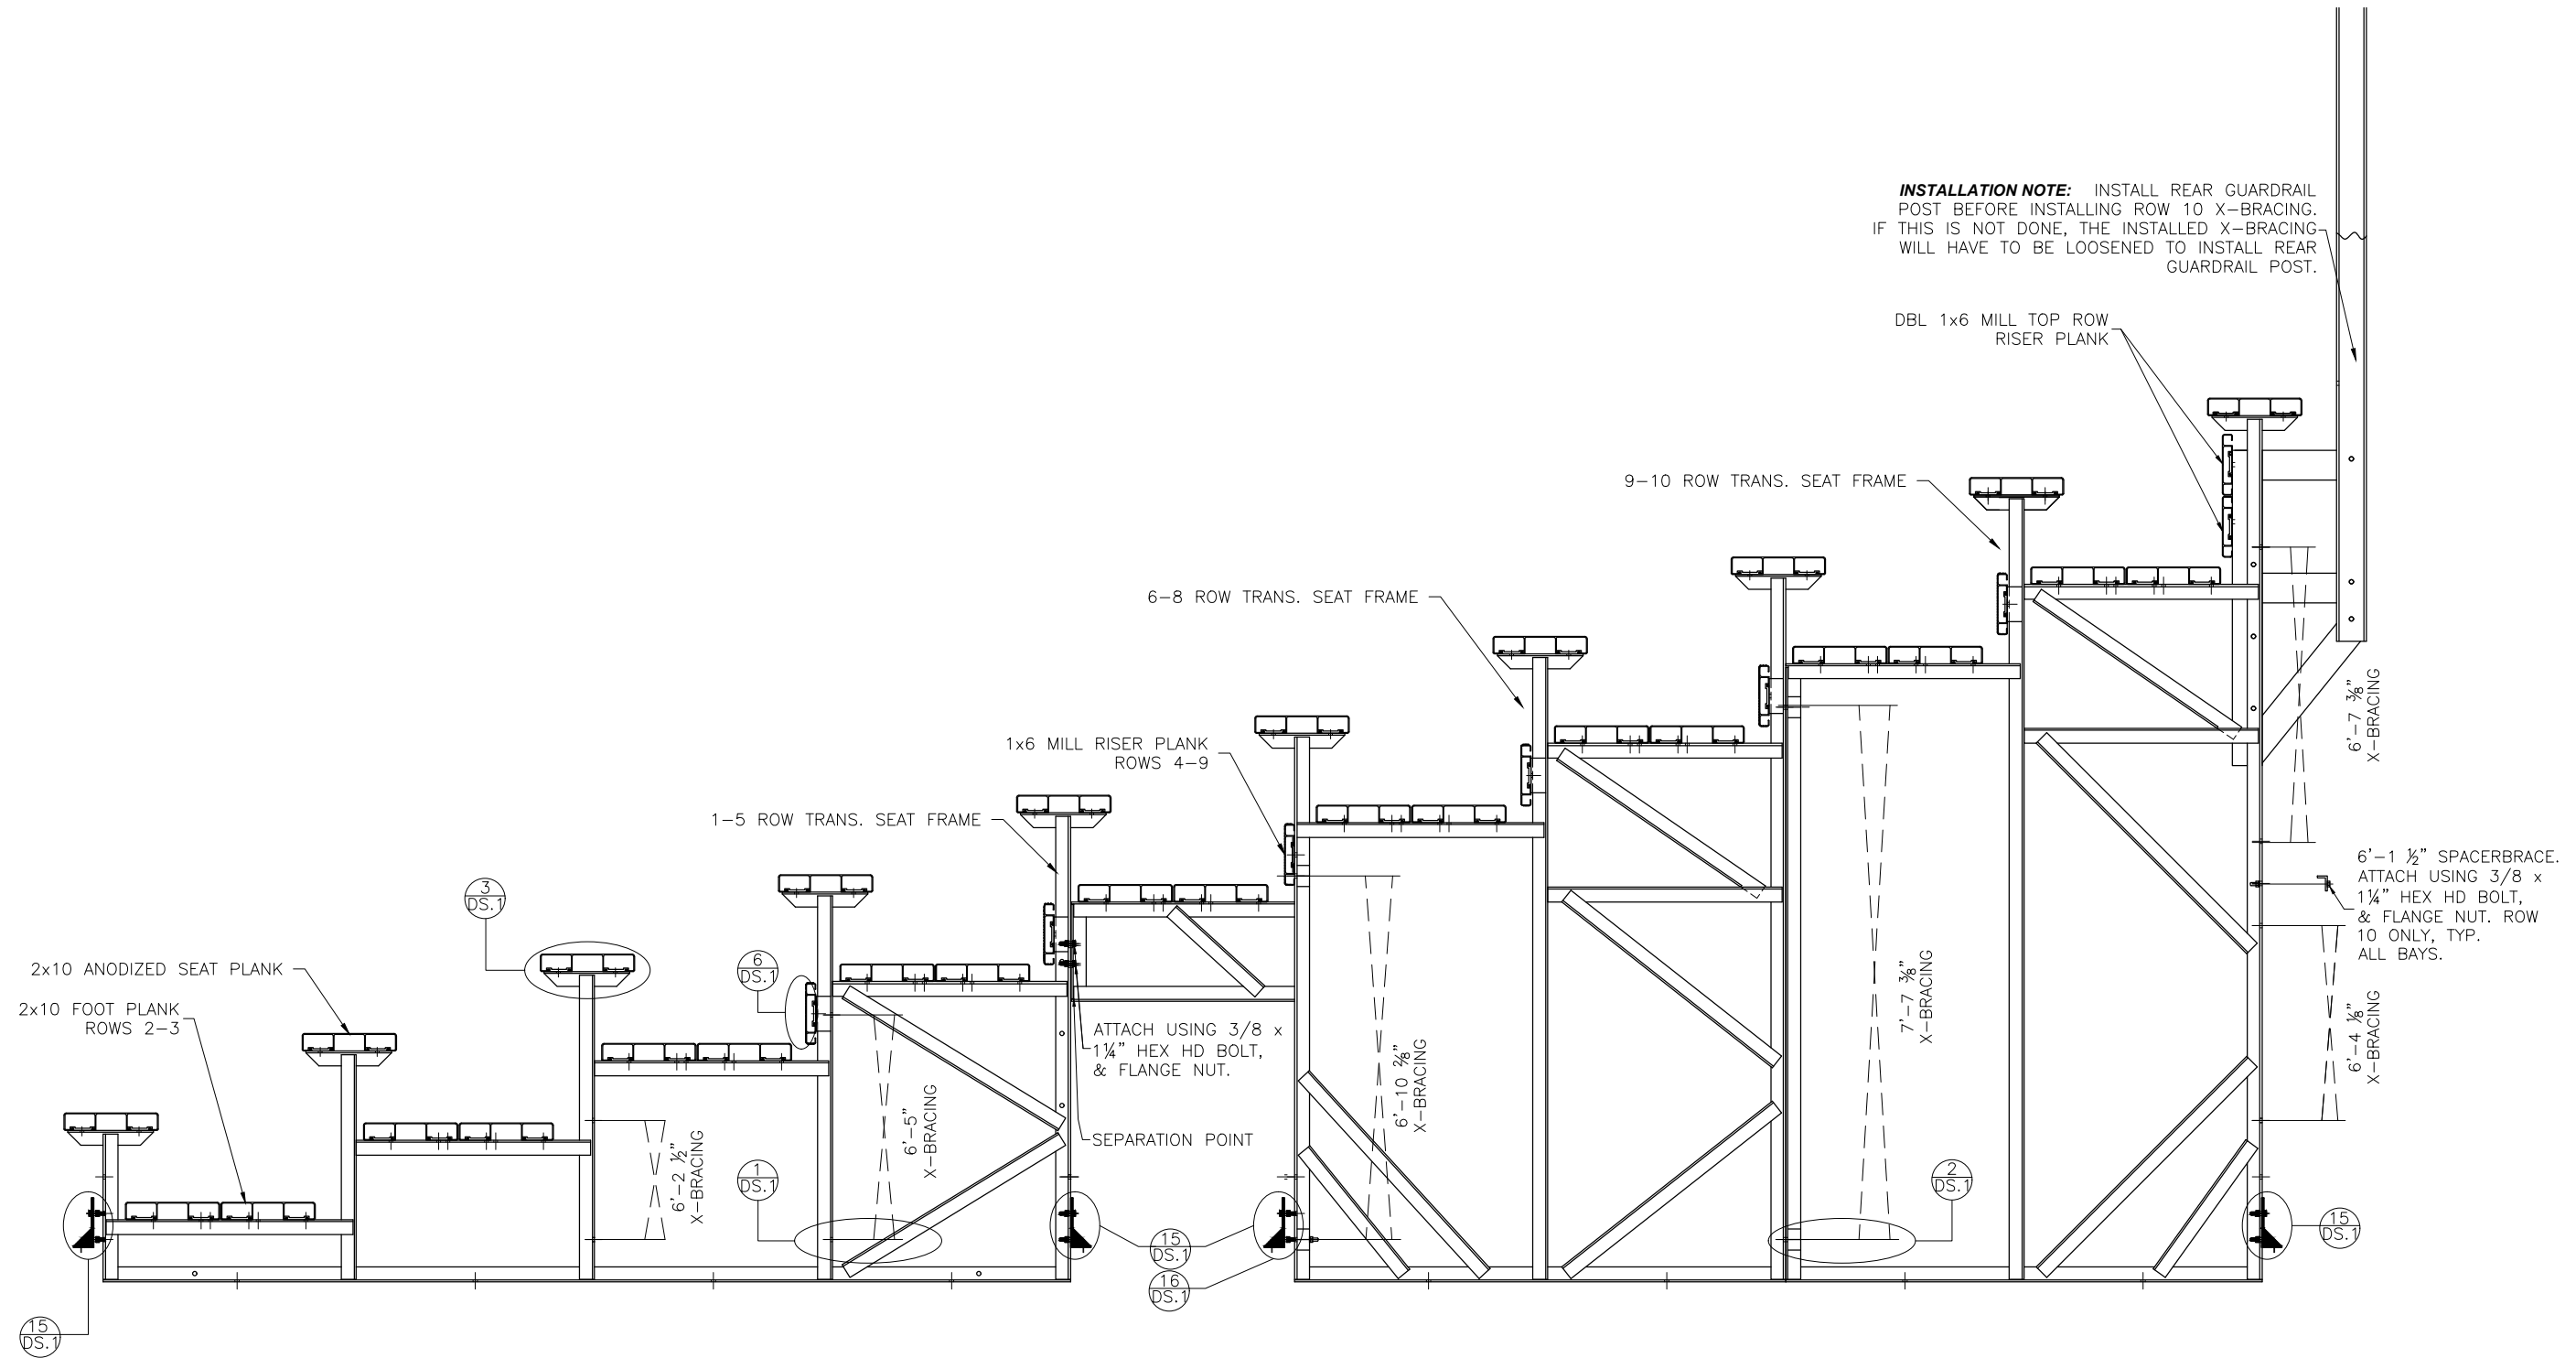 INSTALLATION NOTE: INSTALL REAR GUARDRAIL
POST BEFORE INSTALLING ROW 10 X-BRACING.
IF THIS IS NOT DONE, THE INSTALLED X-BRACING
WILL HAVE TO BE LOOSENED TO INSTALL REAR
GUARDRAIL POST.
DBL 1x6 MILL TOP ROW
RISER PLANK
9-10 ROW TRANS. SEAT FRAME
6-8 ROW TRANS. SEAT FRAME
1x6 MILL RISER PLANK
ROWS 4-9
1-5 ROW TRANS. SEAT FRAME
3
DS.1
6
DS.1
2x10 ANODIZED SEAT PLANK
2x10 FOOT PLANK
ROWS 2-3
6'-7 3/8"
X-BRACING
6'-1 1/2" SPACERBRACE.
ATTACH USING 3/8 x
1 1/4" HEX HD BOLT,
& FLANGE NUT. ROW
10 ONLY, TYP.
ALL BAYS.
ATTACH USING 3/8 x
1 1/4" HEX HD BOLT,
& FLANGE NUT.
SEPARATION POINT
6'-2 1/2"
X-BRACING
6'-5"
X-BRACING
6'-10 2/8"
X-BRACING
7'-7 3/8"
X-BRACING
6'-4 1/8"
X-BRACING
1
DS.1
2
DS.1
15
DS.1
16
DS.1
15
DS.1
15
DS.1